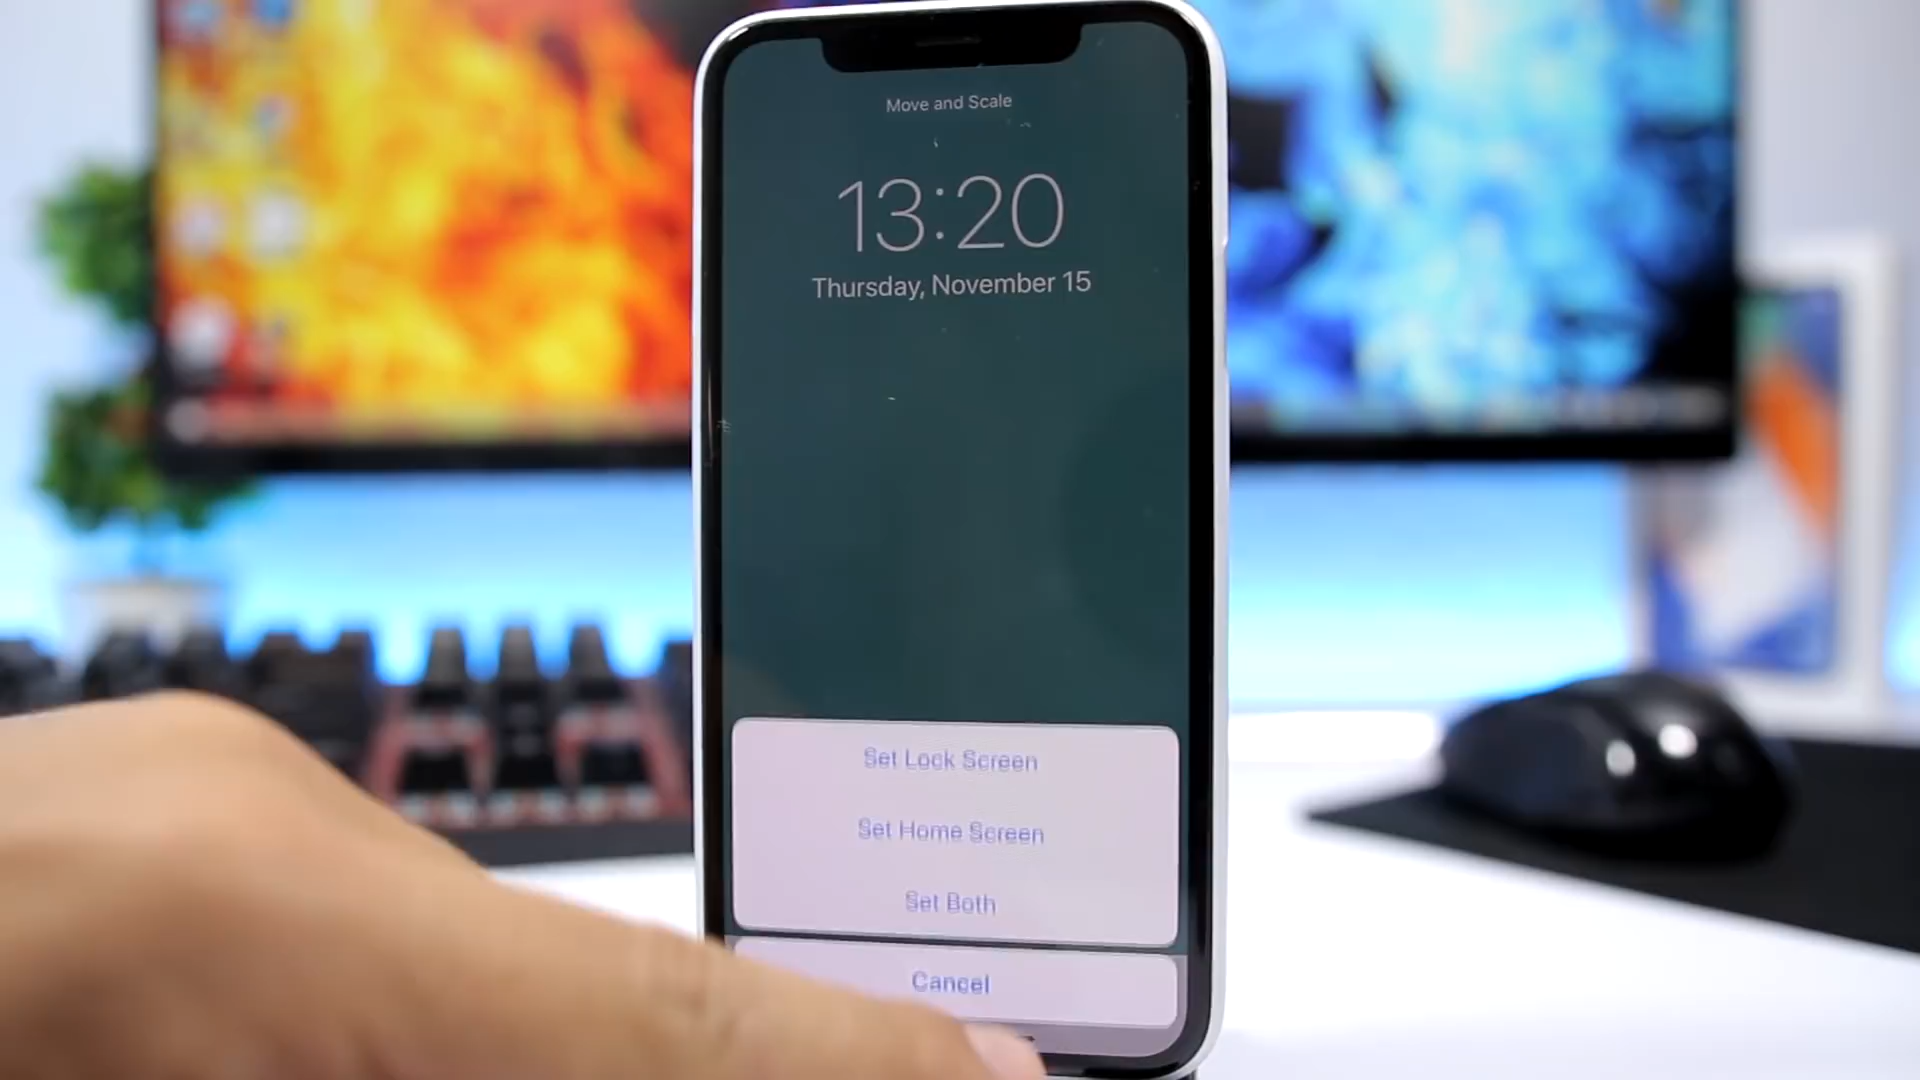 Move and Scale
13:20
Thursday, November 15
Set Lock Screen
Set Home Screen
Set Both
Cancel